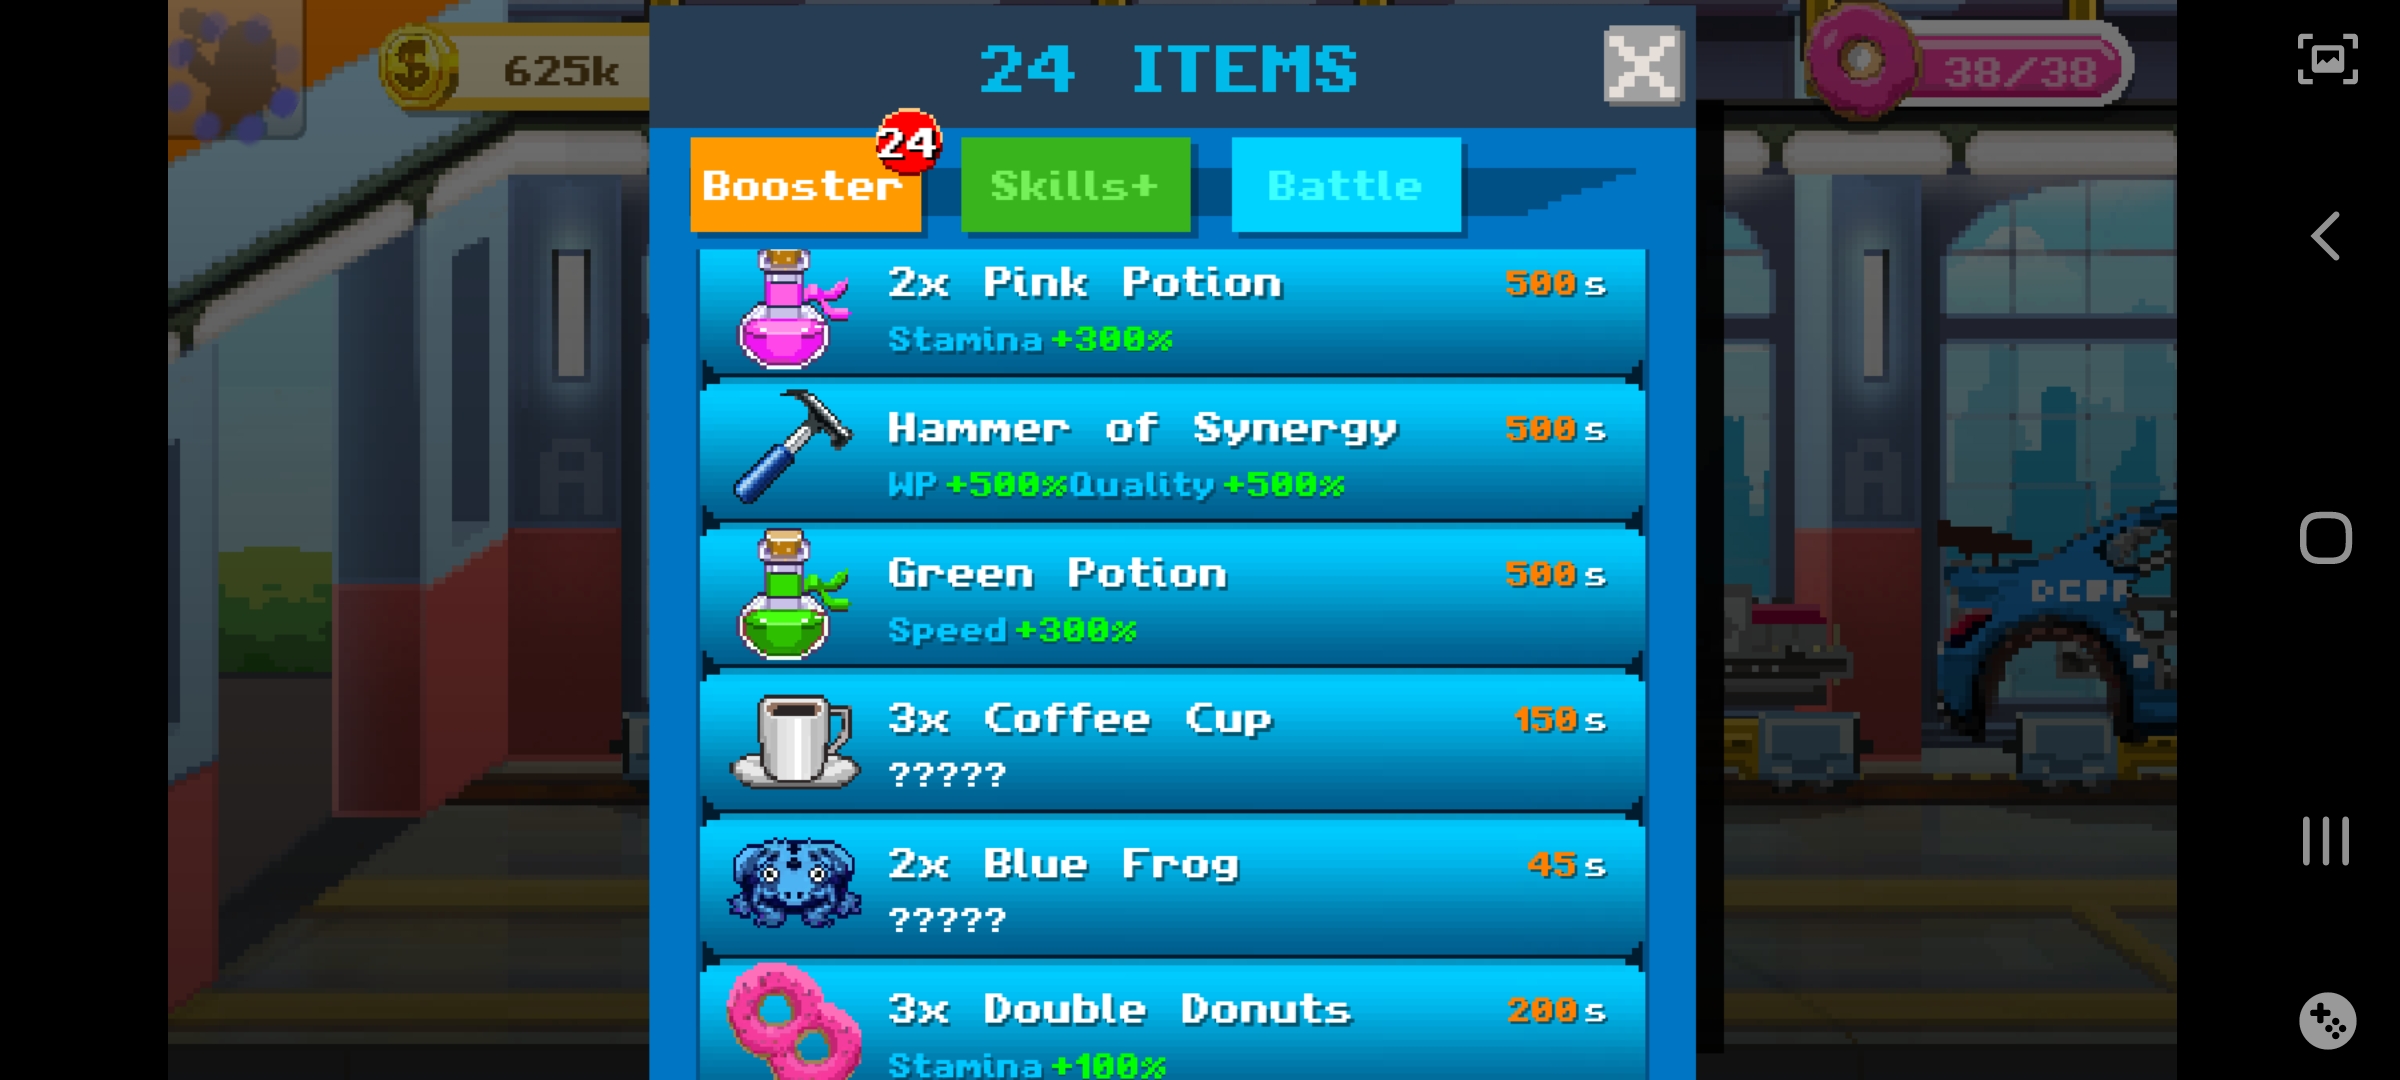 625k
24 ITEMS
38/38
24
Booster
Skills+
Battle
2x Pink Potion 500s
Stamina +300%
Hammer of Synergy 500s
WP +500%Quality +500%
Green Potion 500s
Speed +300%
3x Coffee Cup 150s
?????
2x Blue Frog 45s
?????
3x Double Donuts 200s
Stamina +100%
A
A